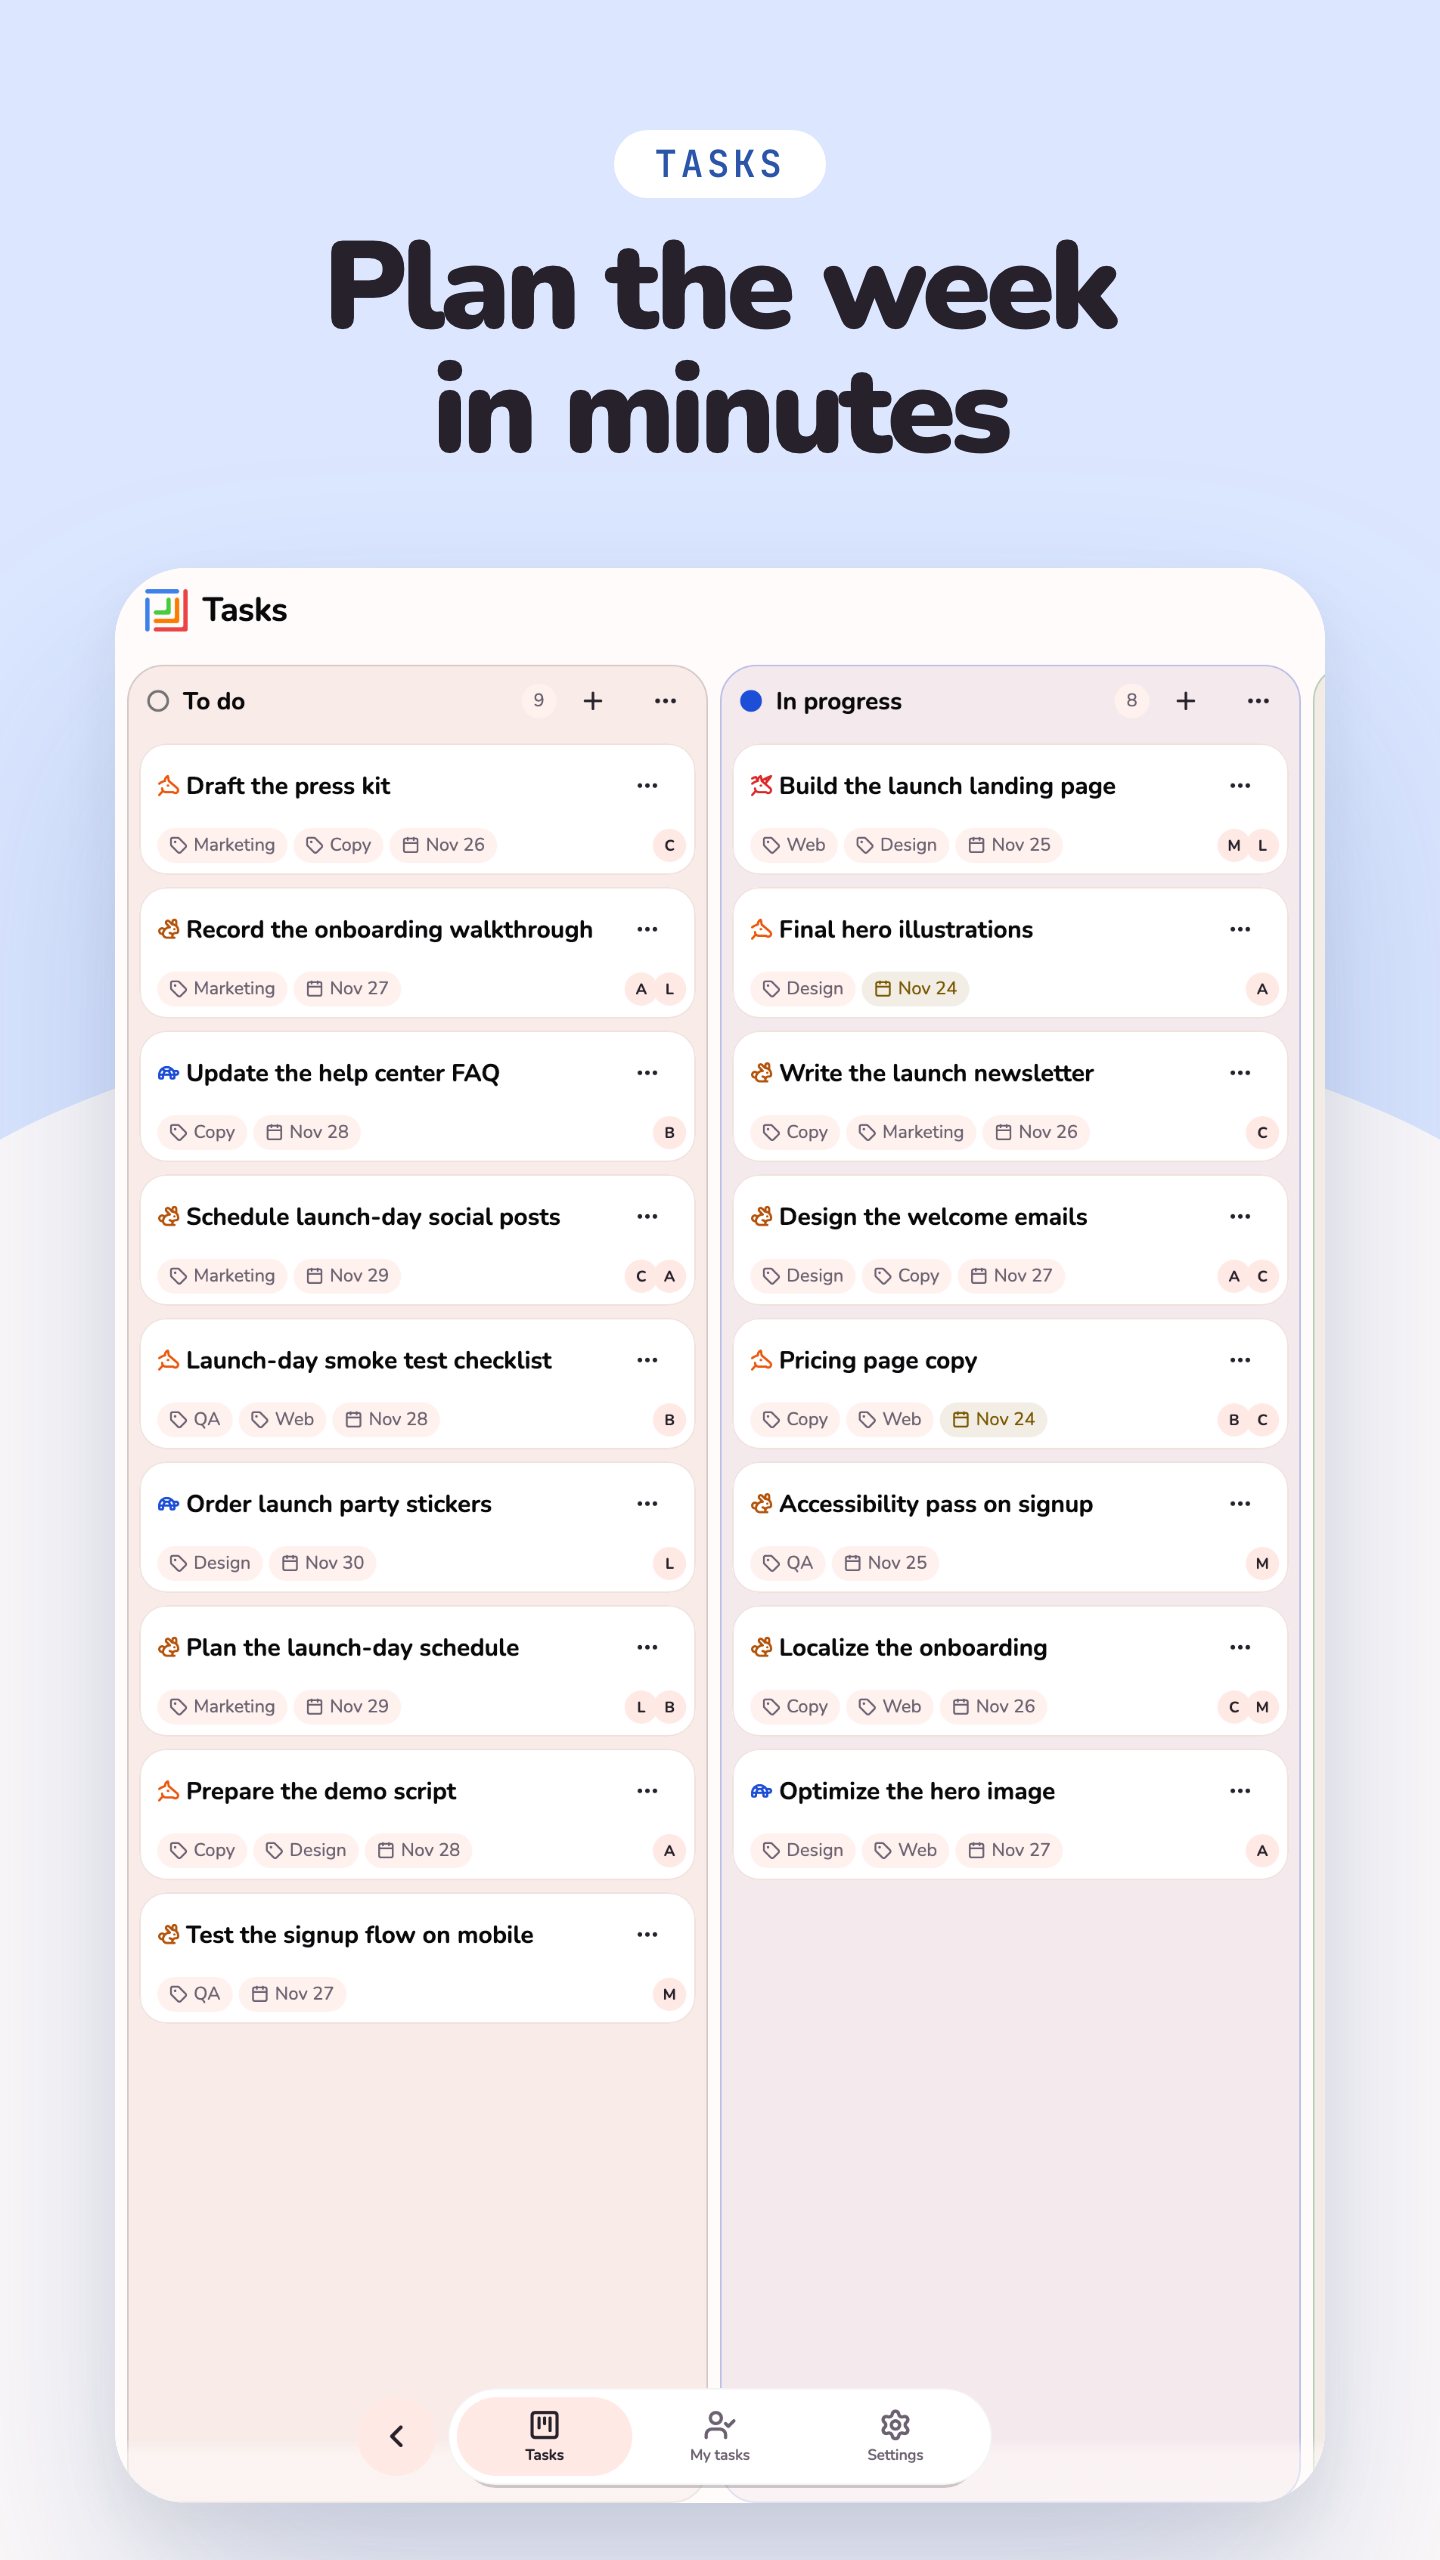 TASKS
Plan the week
in minutes
Tasks
To do 9
Draft the press kit
Marketing Copy Nov 26 C
Record the onboarding walkthrough
Marketing Nov 27 A L
Update the help center FAQ
Copy Nov 28 B
Schedule launch-day social posts
Marketing Nov 29 C A
Launch-day smoke test checklist
QA Web Nov 28 B
Order launch party stickers
Design Nov 30 L
Plan the launch-day schedule
Marketing Nov 29 L B
Prepare the demo script
Copy Design Nov 28 A
Test the signup flow on mobile
QA Nov 27 M
In progress 8
Build the launch landing page
Web Design Nov 25 M L
Final hero illustrations
Design Nov 24 A
Write the launch newsletter
Copy Marketing Nov 26 C
Design the welcome emails
Design Copy Nov 27 A C
Pricing page copy
Copy Web Nov 24 B C
Accessibility pass on signup
QA Nov 25 M
Localize the onboarding
Copy Web Nov 26 C M
Optimize the hero image
Design Web Nov 27 A
Tasks My tasks Settings